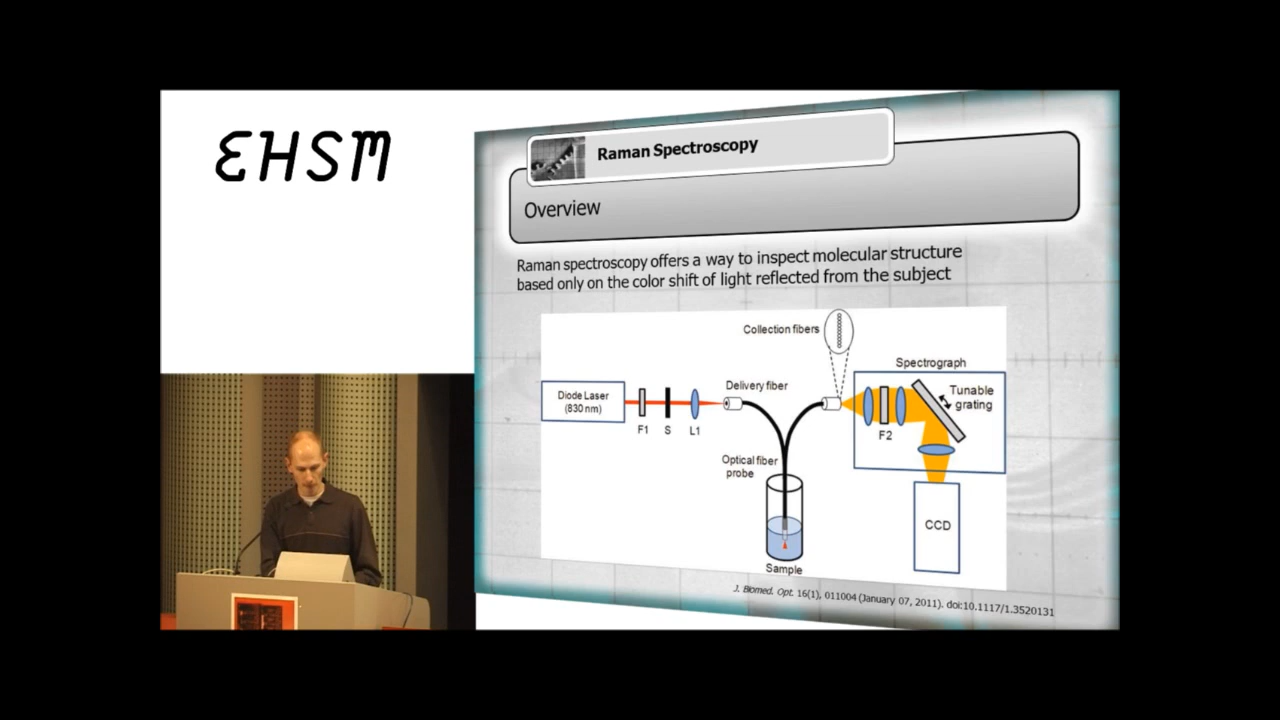 EHSM
Raman Spectroscopy
Overview
Raman spectroscopy offers a way to inspect molecular structure
based only on the color shift of light reflected from the subject
Collection fibers
Spectrograph
Diode Laser
(830 nm)
Delivery fiber
Tunable
grating
F1
S
L1
F2
Optical fiber
probe
CCD
Sample
J. Biomed. Opt. 16(1), 011004 (January 07, 2011). doi:10.1117/1.3520131